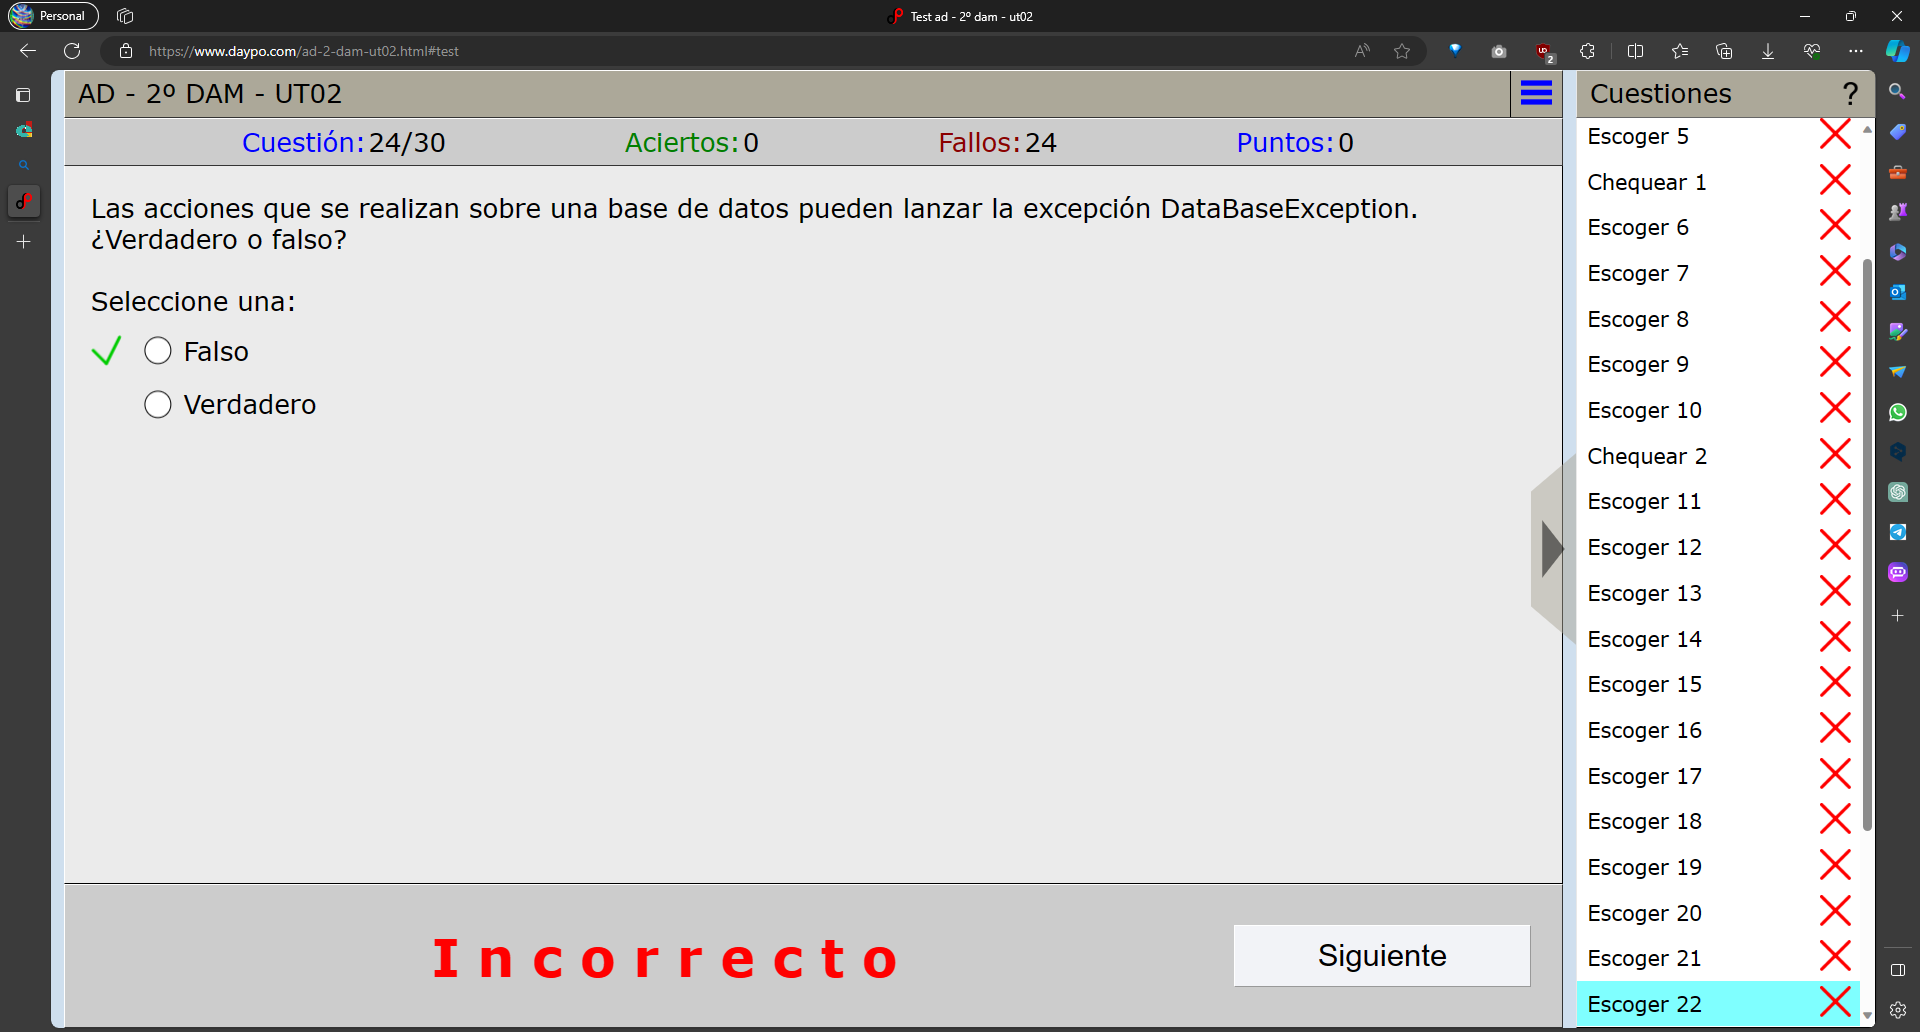 Personal
Test ad - 2º dam - ut02
https://www.daypo.com/ad-2-dam-ut02.html#test
2
AD - 2º DAM - UT02
Cuestión: 24/30
Aciertos: 0
Fallos: 24
Puntos: 0
Las acciones que se realizan sobre una base de datos pueden lanzar la excepción DataBaseException.
¿Verdadero o falso?
Seleccione una:
Falso
Verdadero
Incorrecto
Siguiente
Cuestiones ?
Escoger 5
Chequear 1
Escoger 6
Escoger 7
Escoger 8
Escoger 9
Escoger 10
Chequear 2
Escoger 11
Escoger 12
Escoger 13
Escoger 14
Escoger 15
Escoger 16
Escoger 17
Escoger 18
Escoger 19
Escoger 20
Escoger 21
Escoger 22